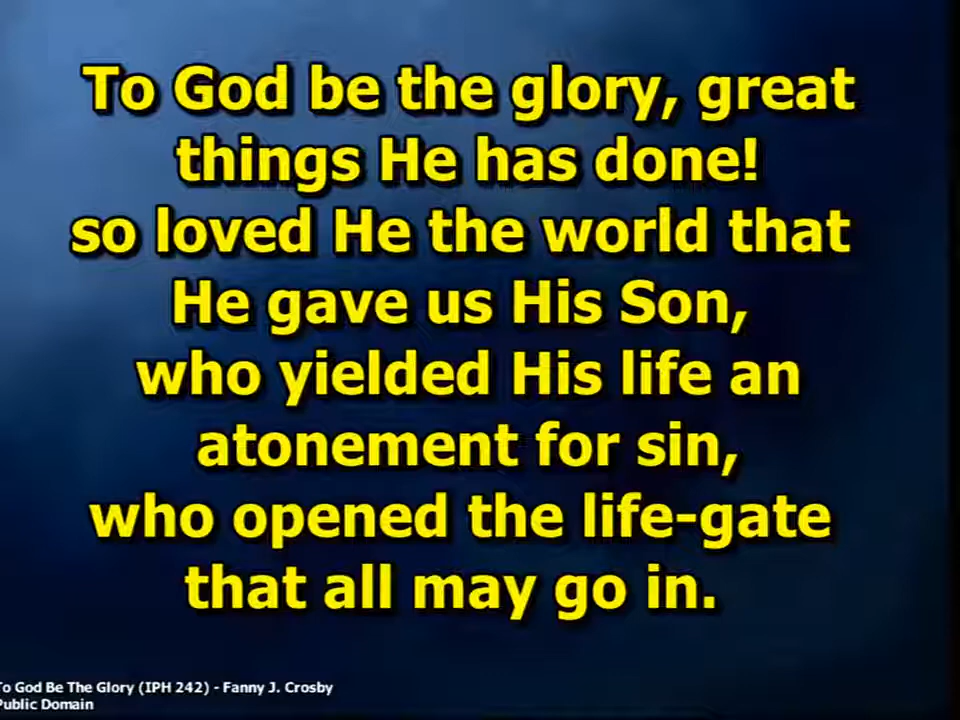 To God be the glory, great
things He has done!
so loved He the world that
He gave us His Son,
who yielded His life an
atonement for sin,
who opened the life-gate
that all may go in.
To God Be The Glory (IPH 242) - Fanny J. Crosby
Public Domain